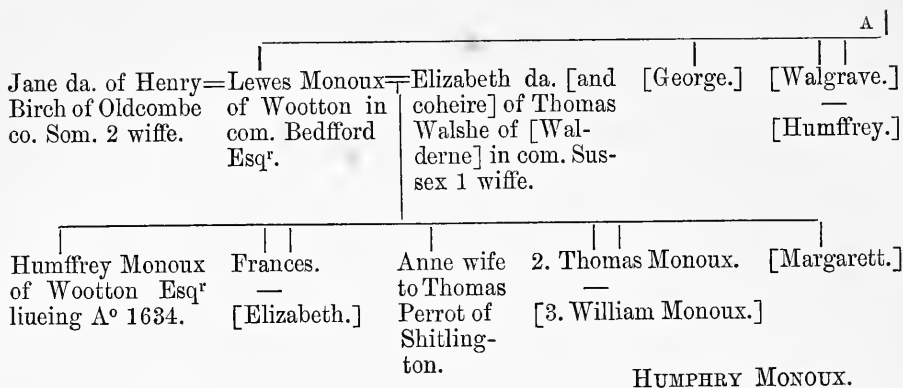 A
Jane da. of Henry=
Birch of Oldcombe
co. Som. 2 wiffe.
Lewes Monoux=
of Wootton in
com. Bedfford
Esqr.
Elizabeth da. [and
coheire] of Thomas
Walshe of [Wal-
derne] in com. Sus-
sex 1 wiffe.
[George.]
[Walgrave.]
—
[Humffrey.]
Humffrey Monoux
of Wootton Esqr
liueing Ao 1634.
Frances.
—
[Elizabeth.]
Anne wife
to Thomas
Perrot of
Shitling-
ton.
2. Thomas Monoux.
—
[3. William Monoux.]
[Margarett.]
HUMPHRY MONOUX.